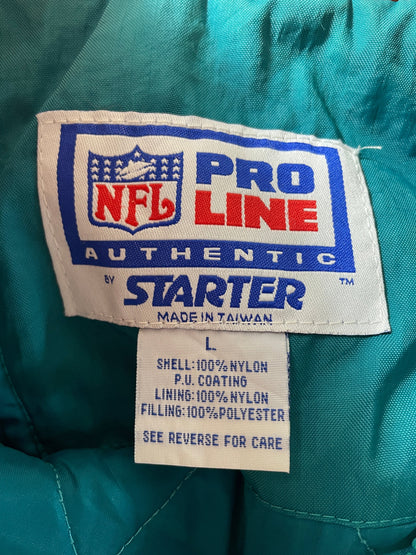 NFL PRO LINE
AUTHENTIC
BY STARTER ™
MADE IN TAIWAN
L
SHELL:100% NYLON
P.U. COATING
LINING:100% NYLON
FILLING:100% POLYESTER
SEE REVERSE FOR CARE